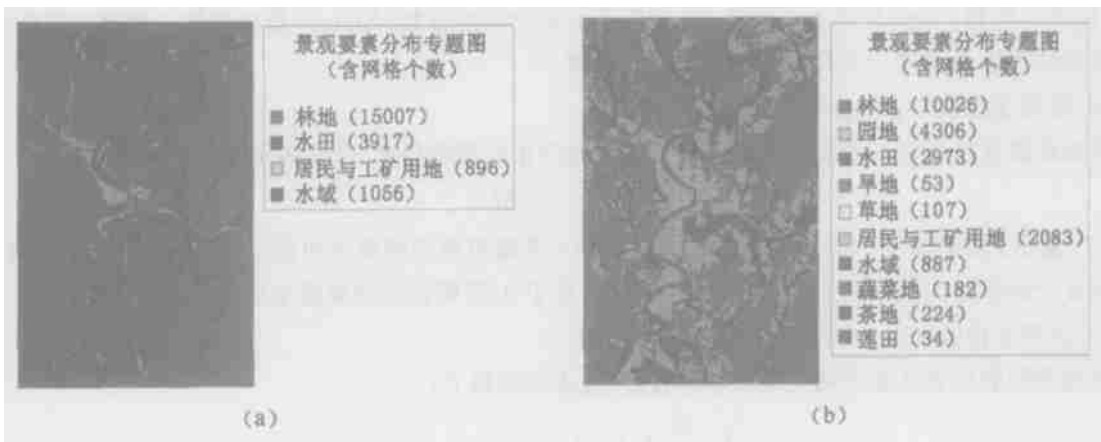 景观要素分布专题图
（含网格个数）
林地（15007）
水田（3917）
居民与工矿用地（896）
水域（1056）
(a)
景观要素分布专题图
（含网格个数）
林地（10026）
园地（4306）
水田（2973）
旱地（53）
草地（107）
居民与工矿用地（2083）
水域（887）
蔬菜地（182）
茶地（224）
莲田（34）
(b)